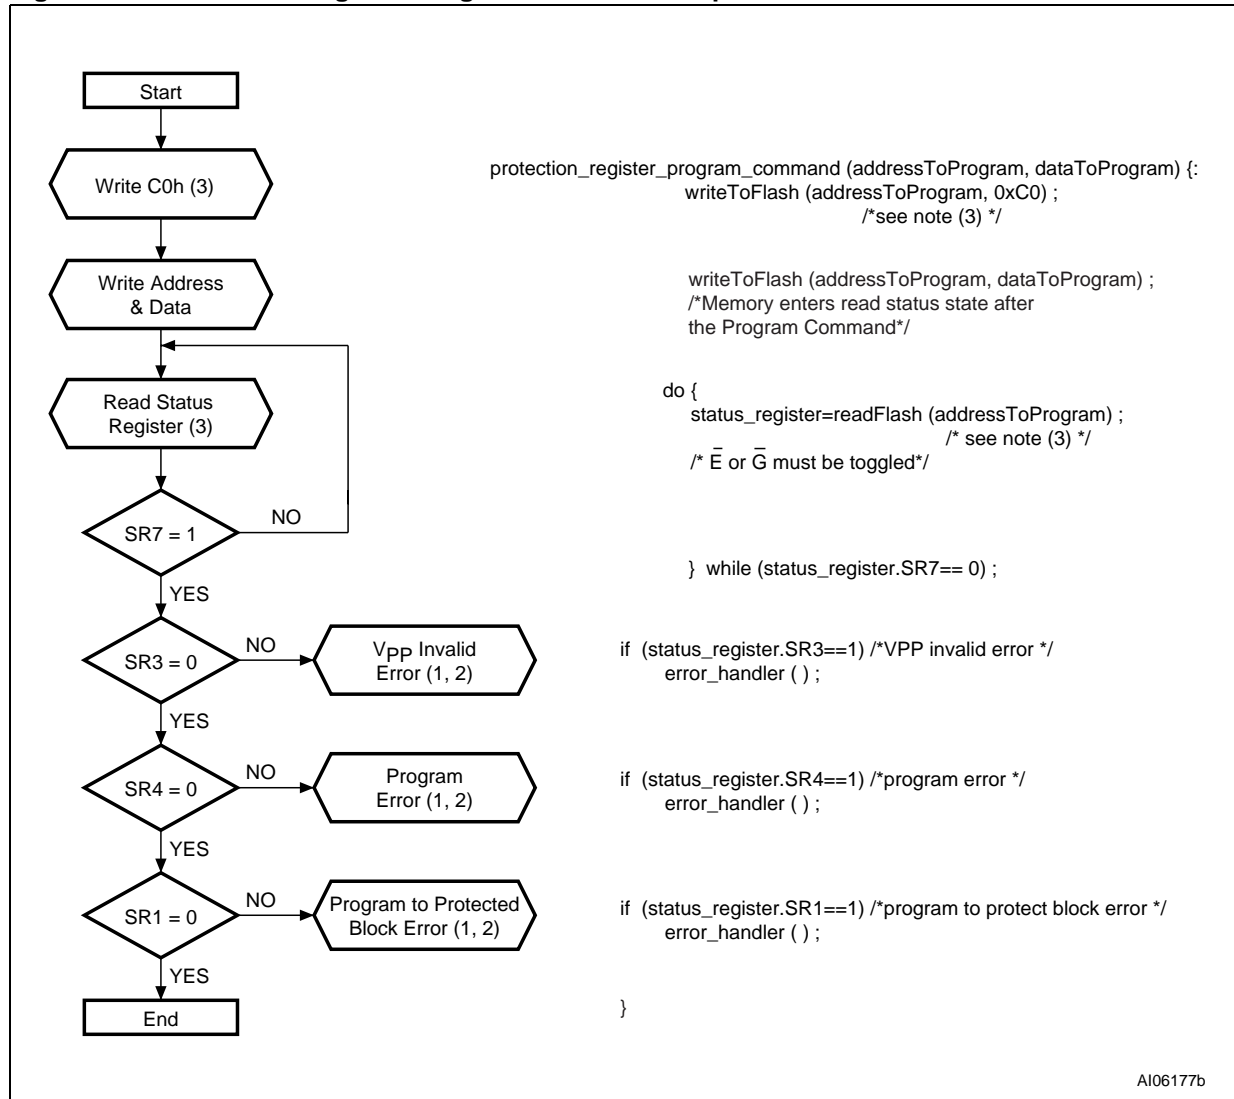 Start
Write C0h (3)
Write Address
& Data
Read Status
Register (3)
SR7 = 1
NO
YES
SR3 = 0
NO
VPP Invalid
Error (1, 2)
YES
SR4 = 0
NO
Program
Error (1, 2)
YES
SR1 = 0
NO
Program to Protected
Block Error (1, 2)
YES
End
protection_register_program_command (addressToProgram, dataToProgram) {:
writeToFlash (addressToProgram, 0xC0) ;
/*see note (3) */
writeToFlash (addressToProgram, dataToProgram) ;
/*Memory enters read status state after
the Program Command*/
do {
status_register=readFlash (addressToProgram) ;
/* see note (3) */
/* E̅ or G̅ must be toggled*/
} while (status_register.SR7== 0) ;
if (status_register.SR3==1) /*VPP invalid error */
error_handler ( ) ;
if (status_register.SR4==1) /*program error */
error_handler ( ) ;
if (status_register.SR1==1) /*program to protect block error */
error_handler ( ) ;
}
AI06177b